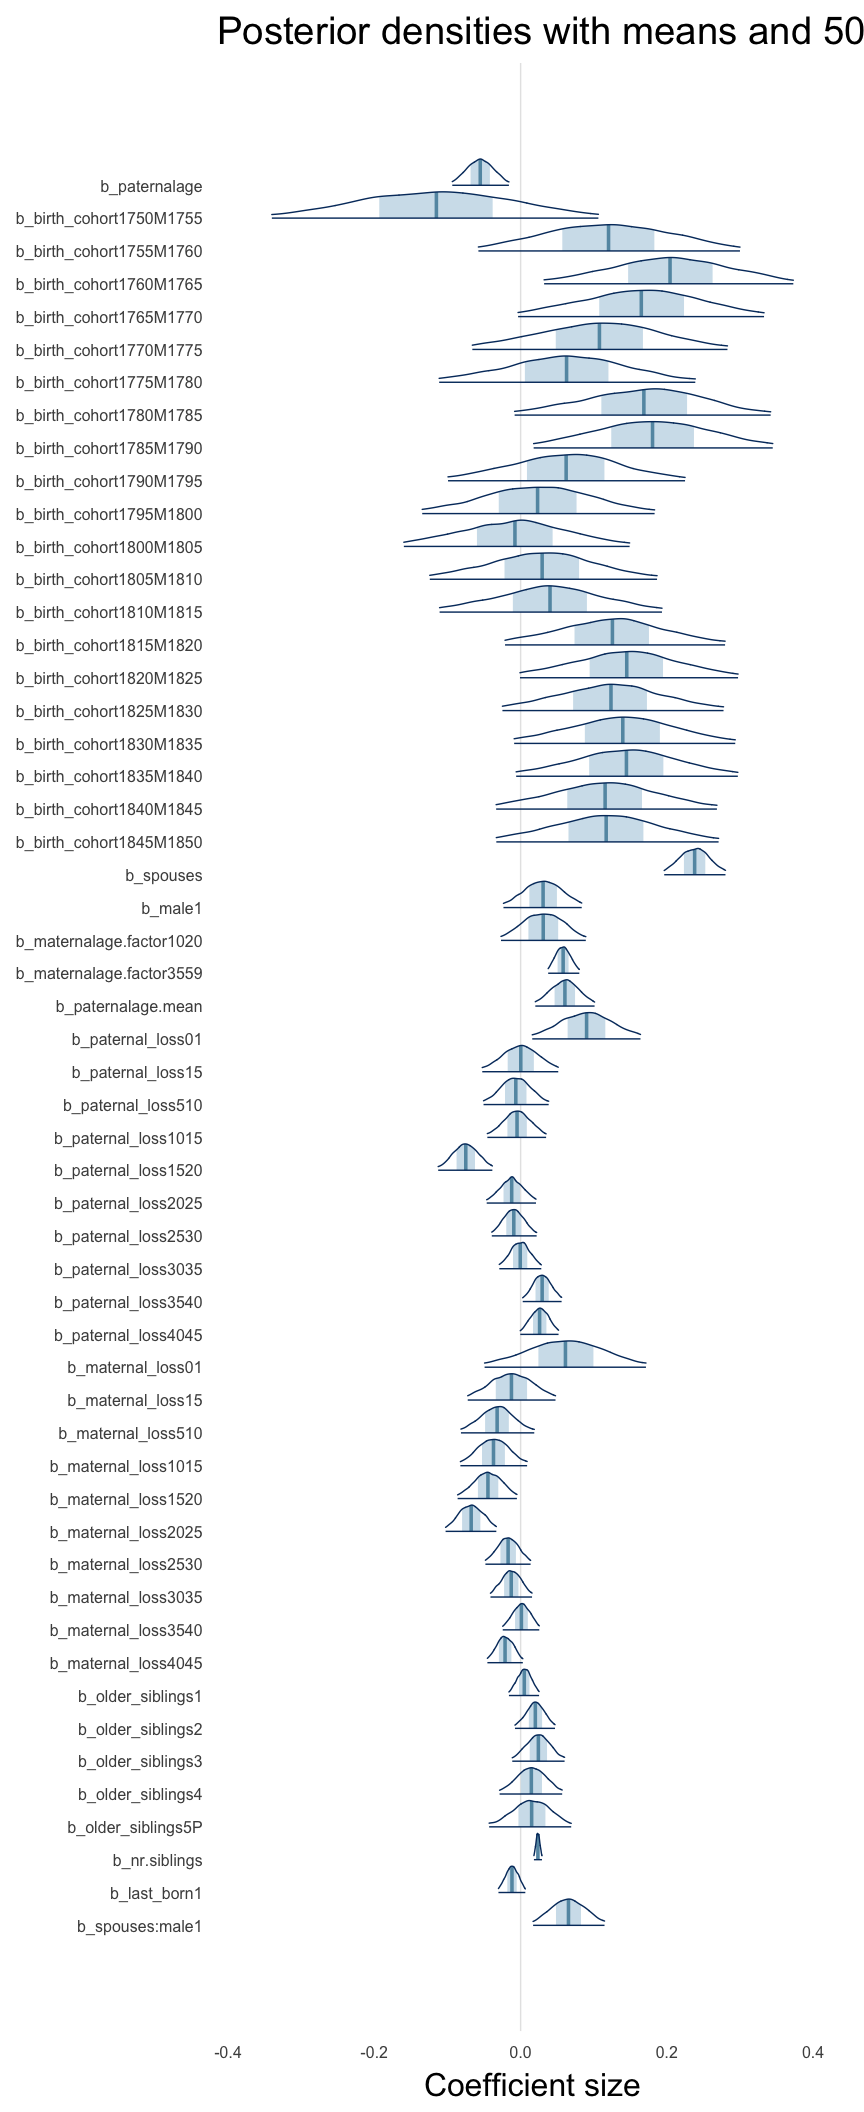 Posterior densities with means and 50
b_paternalage
b_birth_cohort1750M1755
b_birth_cohort1755M1760
b_birth_cohort1760M1765
b_birth_cohort1765M1770
b_birth_cohort1770M1775
b_birth_cohort1775M1780
b_birth_cohort1780M1785
b_birth_cohort1785M1790
b_birth_cohort1790M1795
b_birth_cohort1795M1800
b_birth_cohort1800M1805
b_birth_cohort1805M1810
b_birth_cohort1810M1815
b_birth_cohort1815M1820
b_birth_cohort1820M1825
b_birth_cohort1825M1830
b_birth_cohort1830M1835
b_birth_cohort1835M1840
b_birth_cohort1840M1845
b_birth_cohort1845M1850
b_spouses
b_male1
b_maternalage.factor1020
b_maternalage.factor3559
b_paternalage.mean
b_paternal_loss01
b_paternal_loss15
b_paternal_loss510
b_paternal_loss1015
b_paternal_loss1520
b_paternal_loss2025
b_paternal_loss2530
b_paternal_loss3035
b_paternal_loss3540
b_paternal_loss4045
b_maternal_loss01
b_maternal_loss15
b_maternal_loss510
b_maternal_loss1015
b_maternal_loss1520
b_maternal_loss2025
b_maternal_loss2530
b_maternal_loss3035
b_maternal_loss3540
b_maternal_loss4045
b_older_siblings1
b_older_siblings2
b_older_siblings3
b_older_siblings4
b_older_siblings5P
b_nr.siblings
b_last_born1
b_spouses:male1
-0.4 -0.2 0.0 0.2 0.4
Coefficient size